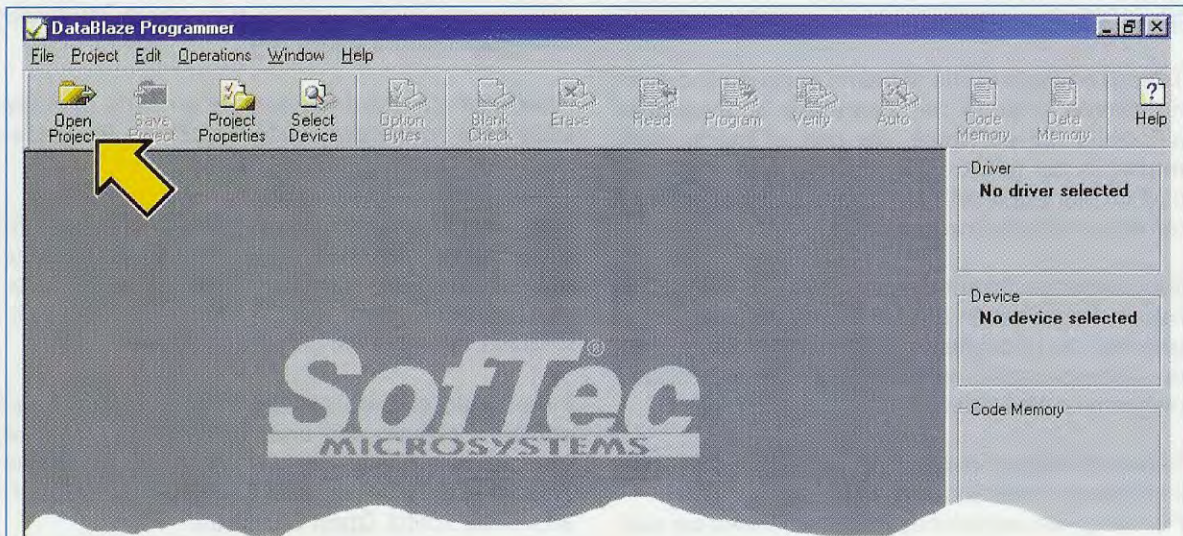 DataBlaze Programmer
File Project Edit Operations Window Help
Open Project
Save Project
Project Properties
Select Device
Option Bytes
Blank Check
Erase
Read
Program
Verify
Auto
Code Memory
Data Memory
Help
Driver
No driver selected
Device
No device selected
Code Memory
SofTec®
MICROSYSTEMS